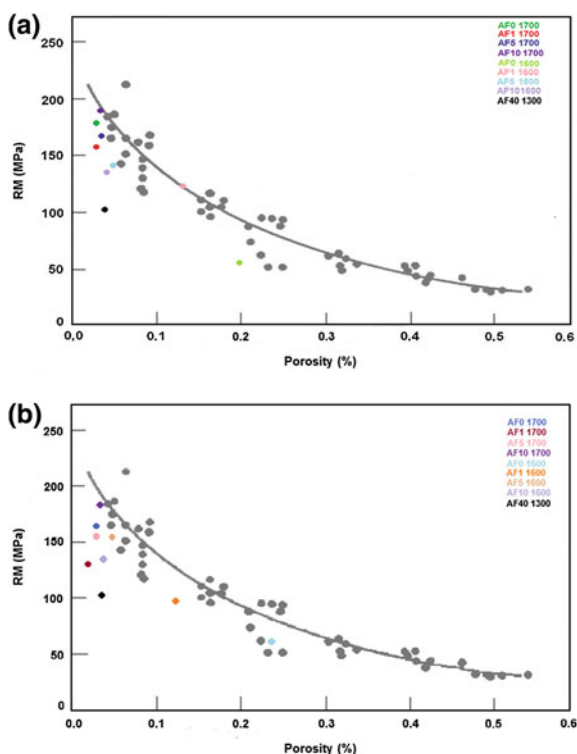 (a)
250
200
150
100
50
0
RM (MPa)
0.0 0.1 0.2 0.3 0.4 0.5 0.6
Porosity (%)
AF0 1700
AF1 1700
AF5 1700
AF10 1700
AF0 1600
AF1 1600
AF5 1600
AF101600
AF40 1300
(b)
250
200
150
100
50
0
RM (MPa)
0.0 0.1 0.2 0.3 0.4 0.5 0.6
Porosity (%)
AF0 1700
AF1 1700
AF5 1700
AF10 1700
AF0 1600
AF1 1600
AF5 1600
AF10 1600
AF40 1300